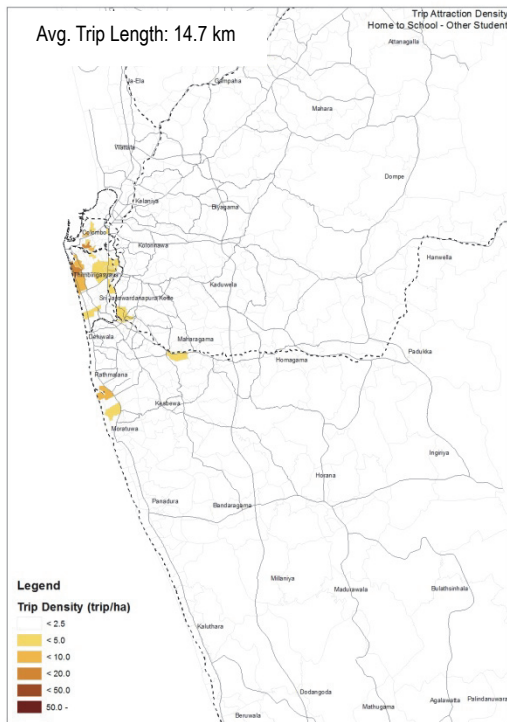 Trip Attraction Density
Home to School - Other Student
Avg. Trip Length: 14.7 km
Attanagalla
Ja-Ela
Gampaha
Mahara
Wattala
Dompe
Kelaniya
Biyagama
Colombo
Kolonnawa
Hanwella
Thimbirigasyaya
Kaduwela
Sri Jayawardanapura Kotte
Dehiwala
Maharagama
Padukka
Homagama
Rathmalana
Kesbewa
Moratuwa
Ingiriya
Horana
Panadura
Bandaragama
Millaniya
Madurawala
Bulathsinhala
Kaluthara
Dodangoda
Agalawatta
Palindanuwara
Mathugama
Beruwala
Legend
Trip Density (trip/ha)
< 2.5
< 5.0
< 10.0
< 20.0
< 50.0
50.0 -